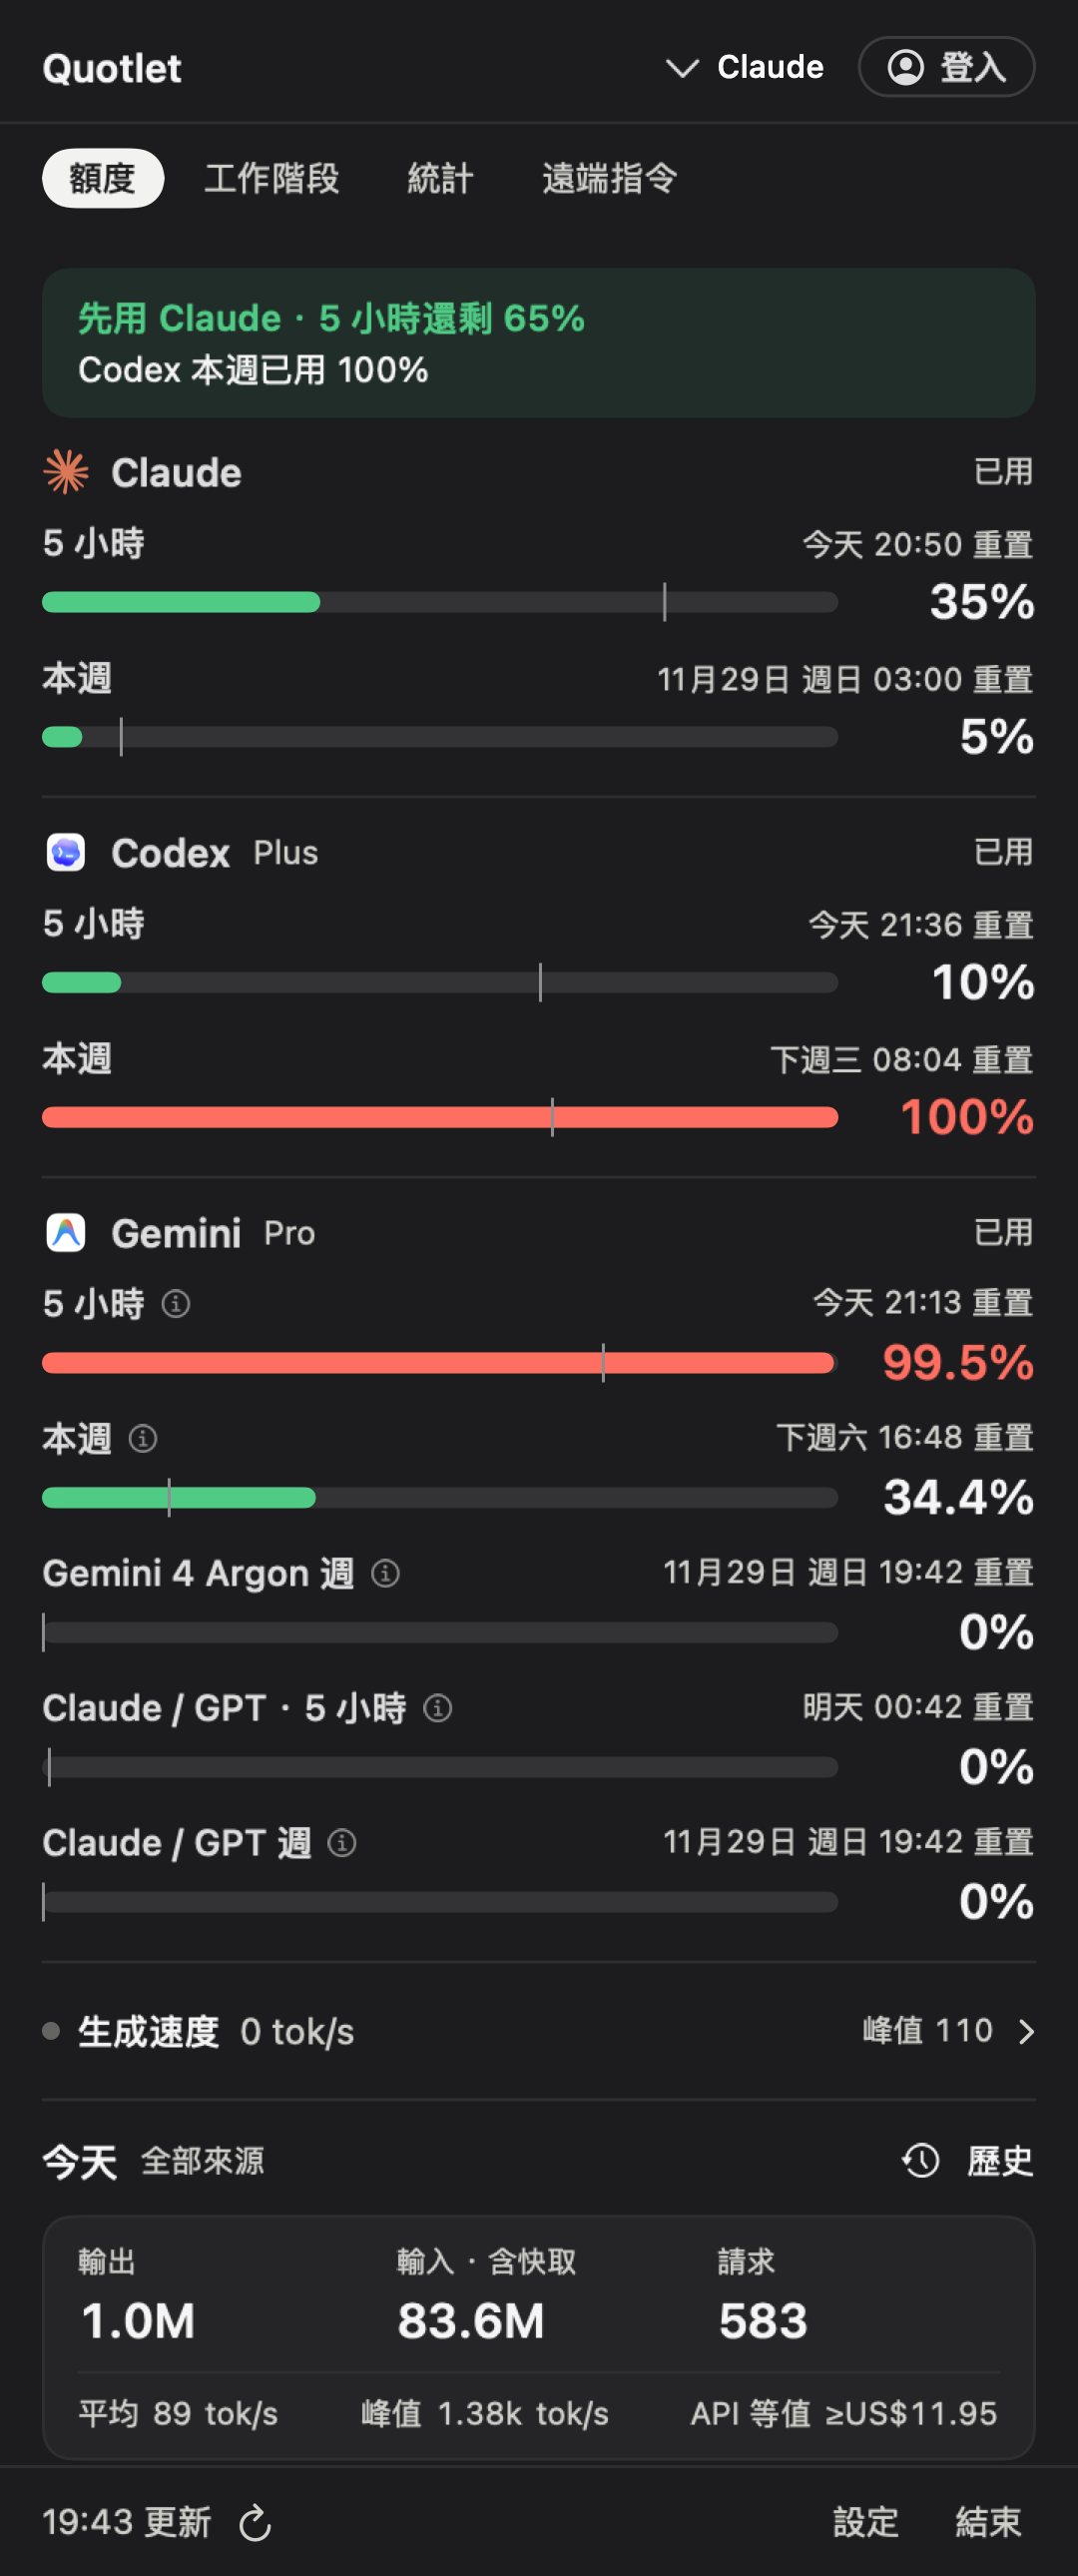 Quotlet Claude 登入
額度 工作階段 統計 遠端指令
先用 Claude · 5 小時還剩 65%
Codex 本週已用 100%
Claude 已用
5 小時 今天 20:50 重置
35%
本週 11月29日 週日 03:00 重置
5%
Codex Plus 已用
5 小時 今天 21:36 重置
10%
本週 下週三 08:04 重置
100%
Gemini Pro 已用
5 小時 今天 21:13 重置
99.5%
本週 下週六 16:48 重置
34.4%
Gemini 4 Argon 週 11月29日 週日 19:42 重置
0%
Claude / GPT · 5 小時 明天 00:42 重置
0%
Claude / GPT 週 11月29日 週日 19:42 重置
0%
生成速度 0 tok/s 峰值 110
今天 全部來源 歷史
輸出 輸入 · 含快取 請求
1.0M 83.6M 583
平均 89 tok/s 峰值 1.38k tok/s API 等值 ≥US$11.95
19:43 更新 設定 結束